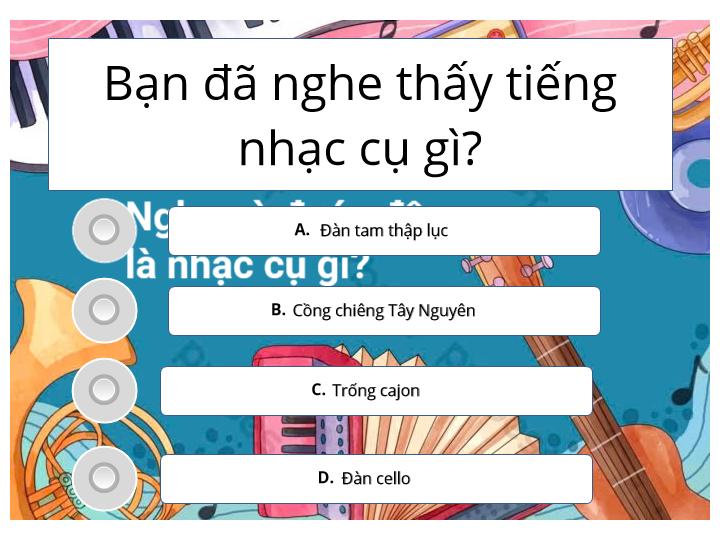 Bạn đã nghe thấy tiếng
nhạc cụ gì?
A. Đàn tam thập lục
là nhạc cụ gì?
B. Cồng chiêng Tây Nguyên
C. Trống cajon
D. Đàn cello